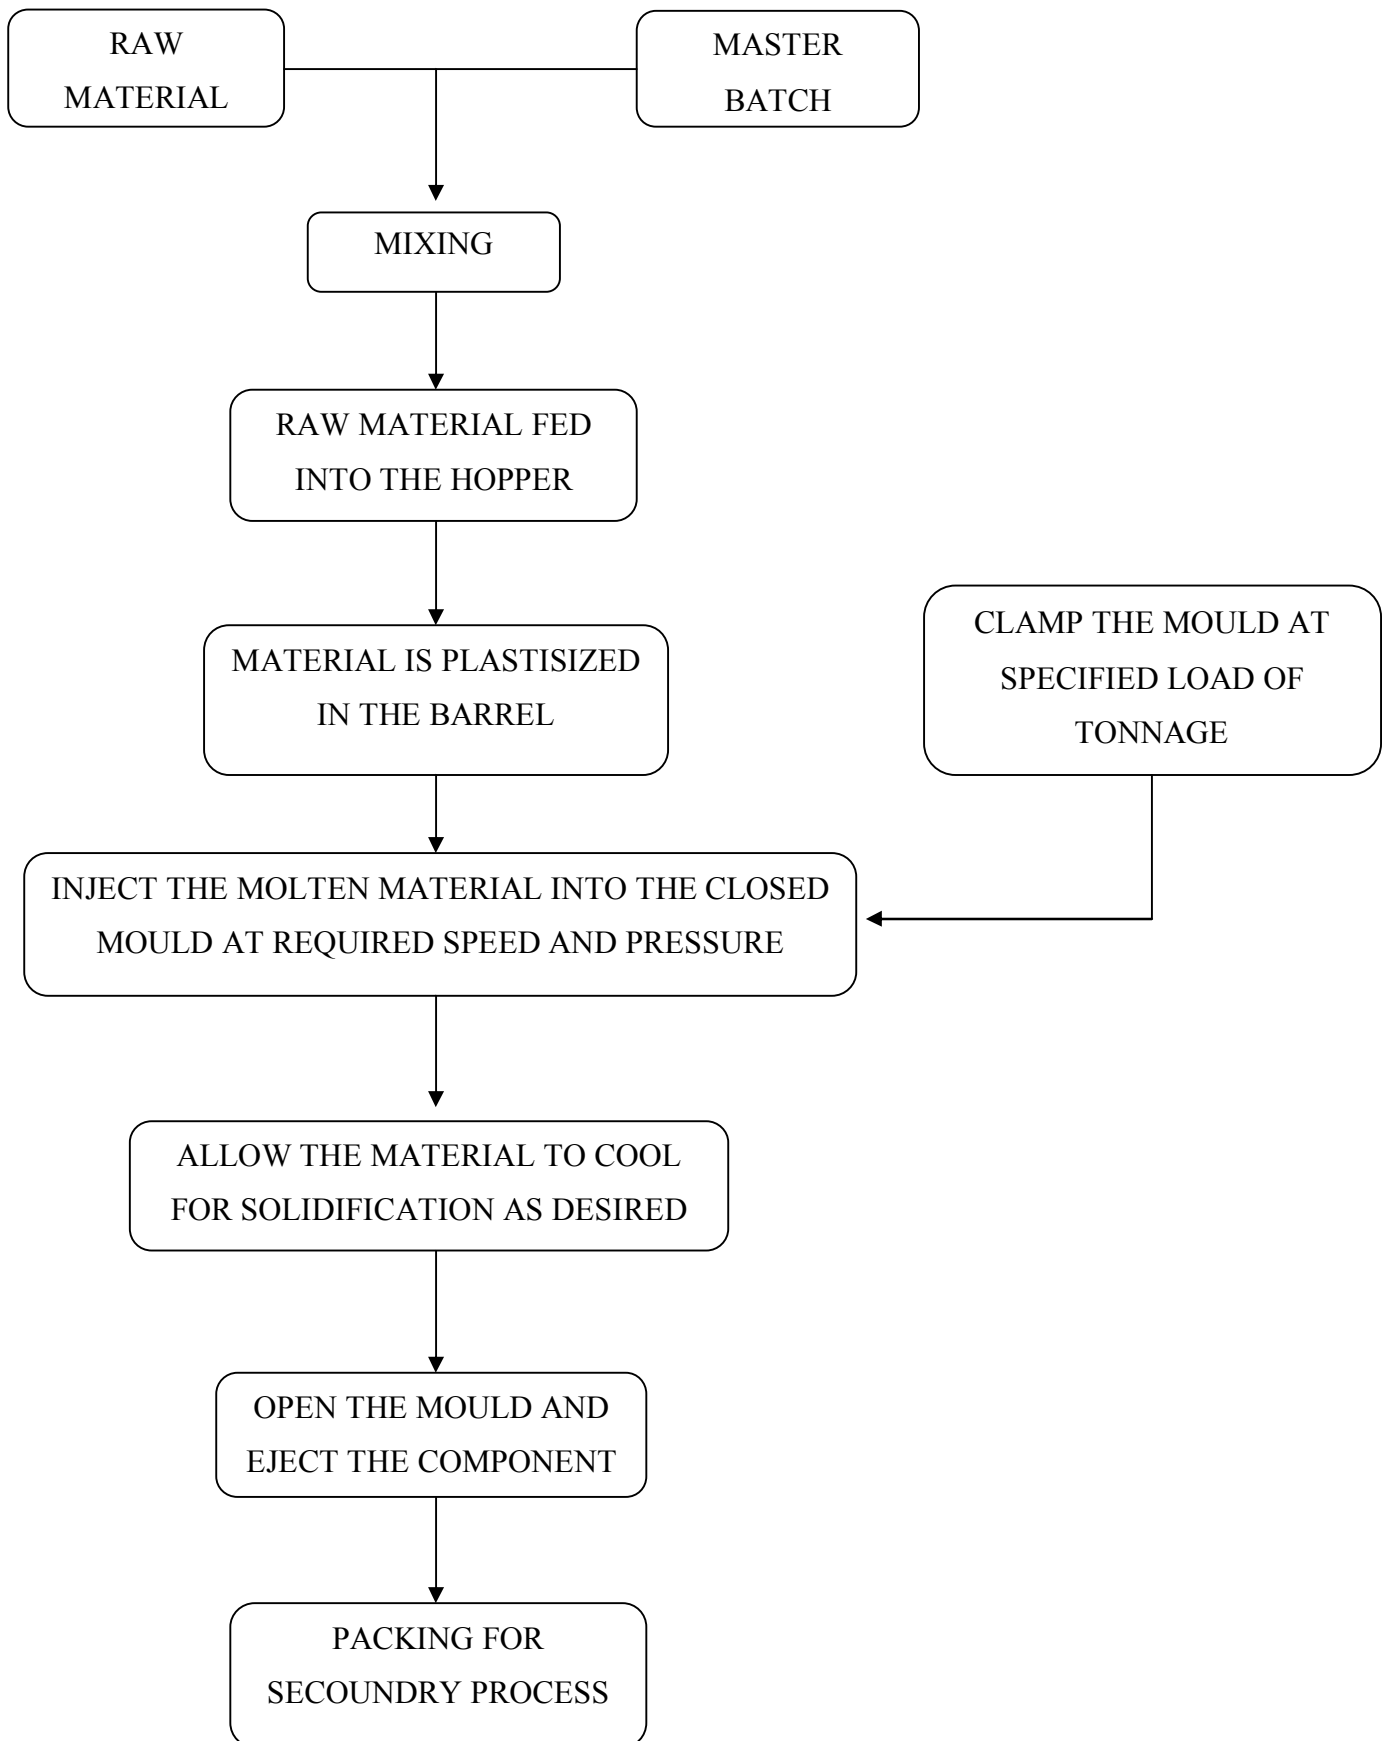 RAW
MATERIAL
MASTER
BATCH
MIXING
RAW MATERIAL FED
INTO THE HOPPER
MATERIAL IS PLASTISIZED
IN THE BARREL
CLAMP THE MOULD AT
SPECIFIED LOAD OF
TONNAGE
INJECT THE MOLTEN MATERIAL INTO THE CLOSED
MOULD AT REQUIRED SPEED AND PRESSURE
ALLOW THE MATERIAL TO COOL
FOR SOLIDIFICATION AS DESIRED
OPEN THE MOULD AND
EJECT THE COMPONENT
PACKING FOR
SECOUNDRY PROCESS